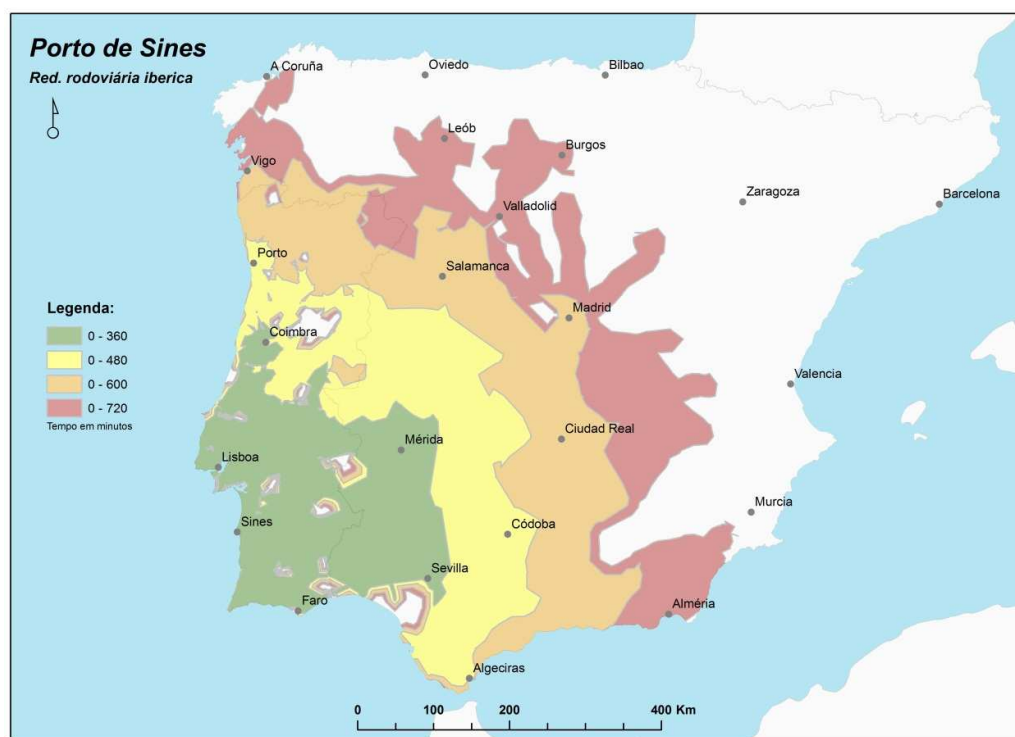 Porto de Sines
Red. rodoviária iberica
A Coruña
Oviedo
Bilbao
Leób
Burgos
Vigo
Zaragoza
Barcelona
Valladolid
Porto
Salamanca
Legenda:
0 - 360
0 - 480
0 - 600
0 - 720
Tempo em minutos
Madrid
Coimbra
Valencia
Ciudad Real
Mérida
Lisboa
Murcia
Sines
Córdoba
Sevilla
Faro
Alméria
Algeciras
0 100 200 400 Km